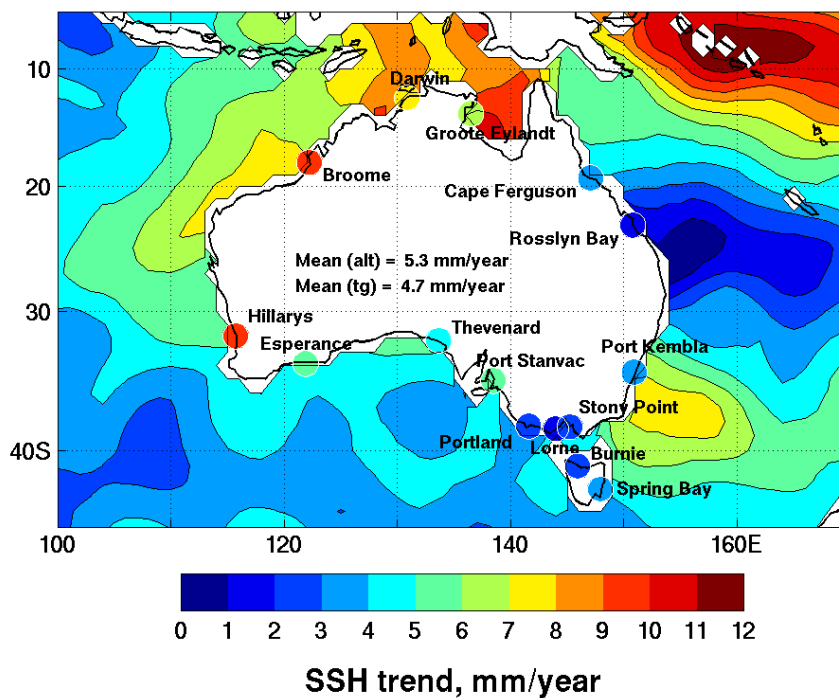 10
Darwin
Groote Eylandt
Broome
20
Cape Ferguson
Rosslyn Bay
Mean (alt) = 5.3 mm/year
Mean (tg) = 4.7 mm/year
30
Hillarys
Thevenard
Esperance
Port Kembla
Port Stanvac
Stony Point
Portland
Lorne
40S
Burnie
Spring Bay
100 120 140 160E
0 1 2 3 4 5 6 7 8 9 10 11 12
SSH trend, mm/year